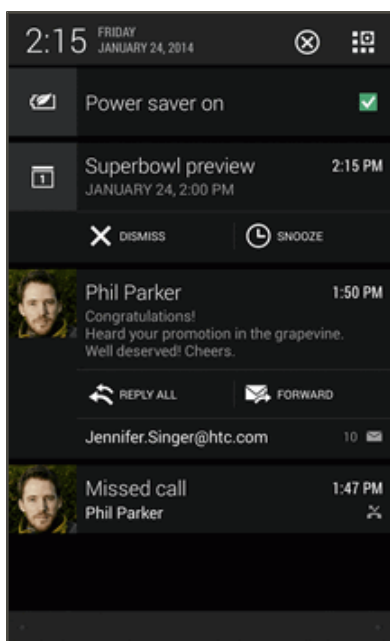 2:15 FRIDAY
JANUARY 24, 2014
Power saver on
1
Superbowl preview 2:15 PM
JANUARY 24, 2:00 PM
DISMISS SNOOZE
Phil Parker 1:50 PM
Congratulations!
Heard your promotion in the grapevine.
Well deserved! Cheers.
REPLY ALL FORWARD
Jennifer.Singer@htc.com 10
Missed call 1:47 PM
Phil Parker